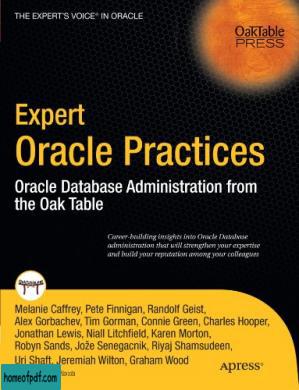 THE EXPERT'S VOICE® IN ORACLE
OakTable
PRESS
Expert
Oracle Practices
Oracle Database Administration from
the Oak Table
Career-building insights into Oracle Database
administration that will strengthen your expertise
and build your reputation among your colleagues
Melanie Caffrey, Pete Finnigan, Randolf Geist,
Alex Gorbachev, Tim Gorman, Connie Green, Charles Hooper,
Jonathan Lewis, Niall Litchfield, Karen Morton,
Robyn Sands, Jože Senegacnik, Riyaj Shamsudeen,
Uri Shaft, Jeremiah Wilton, Graham Wood
Apress®
homeofpdf.com